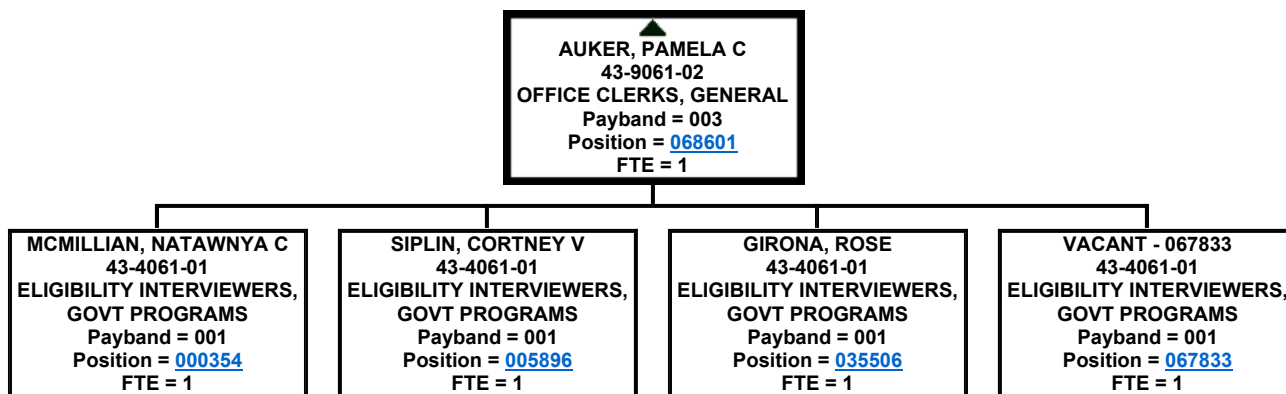 AUKER, PAMELA C
43-9061-02
OFFICE CLERKS, GENERAL
Payband = 003
Position = 068601
FTE = 1
MCMILLIAN, NATAWNYA C
43-4061-01
ELIGIBILITY INTERVIEWERS,
GOVT PROGRAMS
Payband = 001
Position = 000354
FTE = 1
SIPLIN, CORTNEY V
43-4061-01
ELIGIBILITY INTERVIEWERS,
GOVT PROGRAMS
Payband = 001
Position = 005896
FTE = 1
GIRONA, ROSE
43-4061-01
ELIGIBILITY INTERVIEWERS,
GOVT PROGRAMS
Payband = 001
Position = 035506
FTE = 1
VACANT - 067833
43-4061-01
ELIGIBILITY INTERVIEWERS,
GOVT PROGRAMS
Payband = 001
Position = 067833
FTE = 1